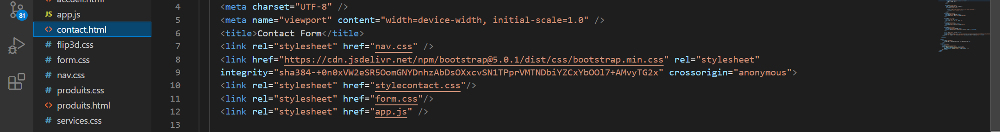 accueil.html
81
JS app.js
<> contact.html
# flip3d.css
# form.css
# nav.css
# produits.css
<> produits.html
# services.css
4 <meta charset="UTF-8" />
5 <meta name="viewport" content="width=device-width, initial-scale=1.0" />
6 <title>Contact Form</title>
7 <link rel="stylesheet" href="nav.css" />
8 <link href="https://cdn.jsdelivr.net/npm/bootstrap@5.0.1/dist/css/bootstrap.min.css" rel="stylesheet"
9 integrity="sha384-+0n0xVW2eSR5OomGNYDnhzAbDsOXxcvSN1TPprVMTNDbiYZCxYbOOl7+AMvyTG2x" crossorigin="anonymous">
10 <link rel="stylesheet" href="stylecontact.css"/>
11 <link rel="stylesheet" href="form.css"/>
12 <link rel="stylesheet" href="app.js" />
13